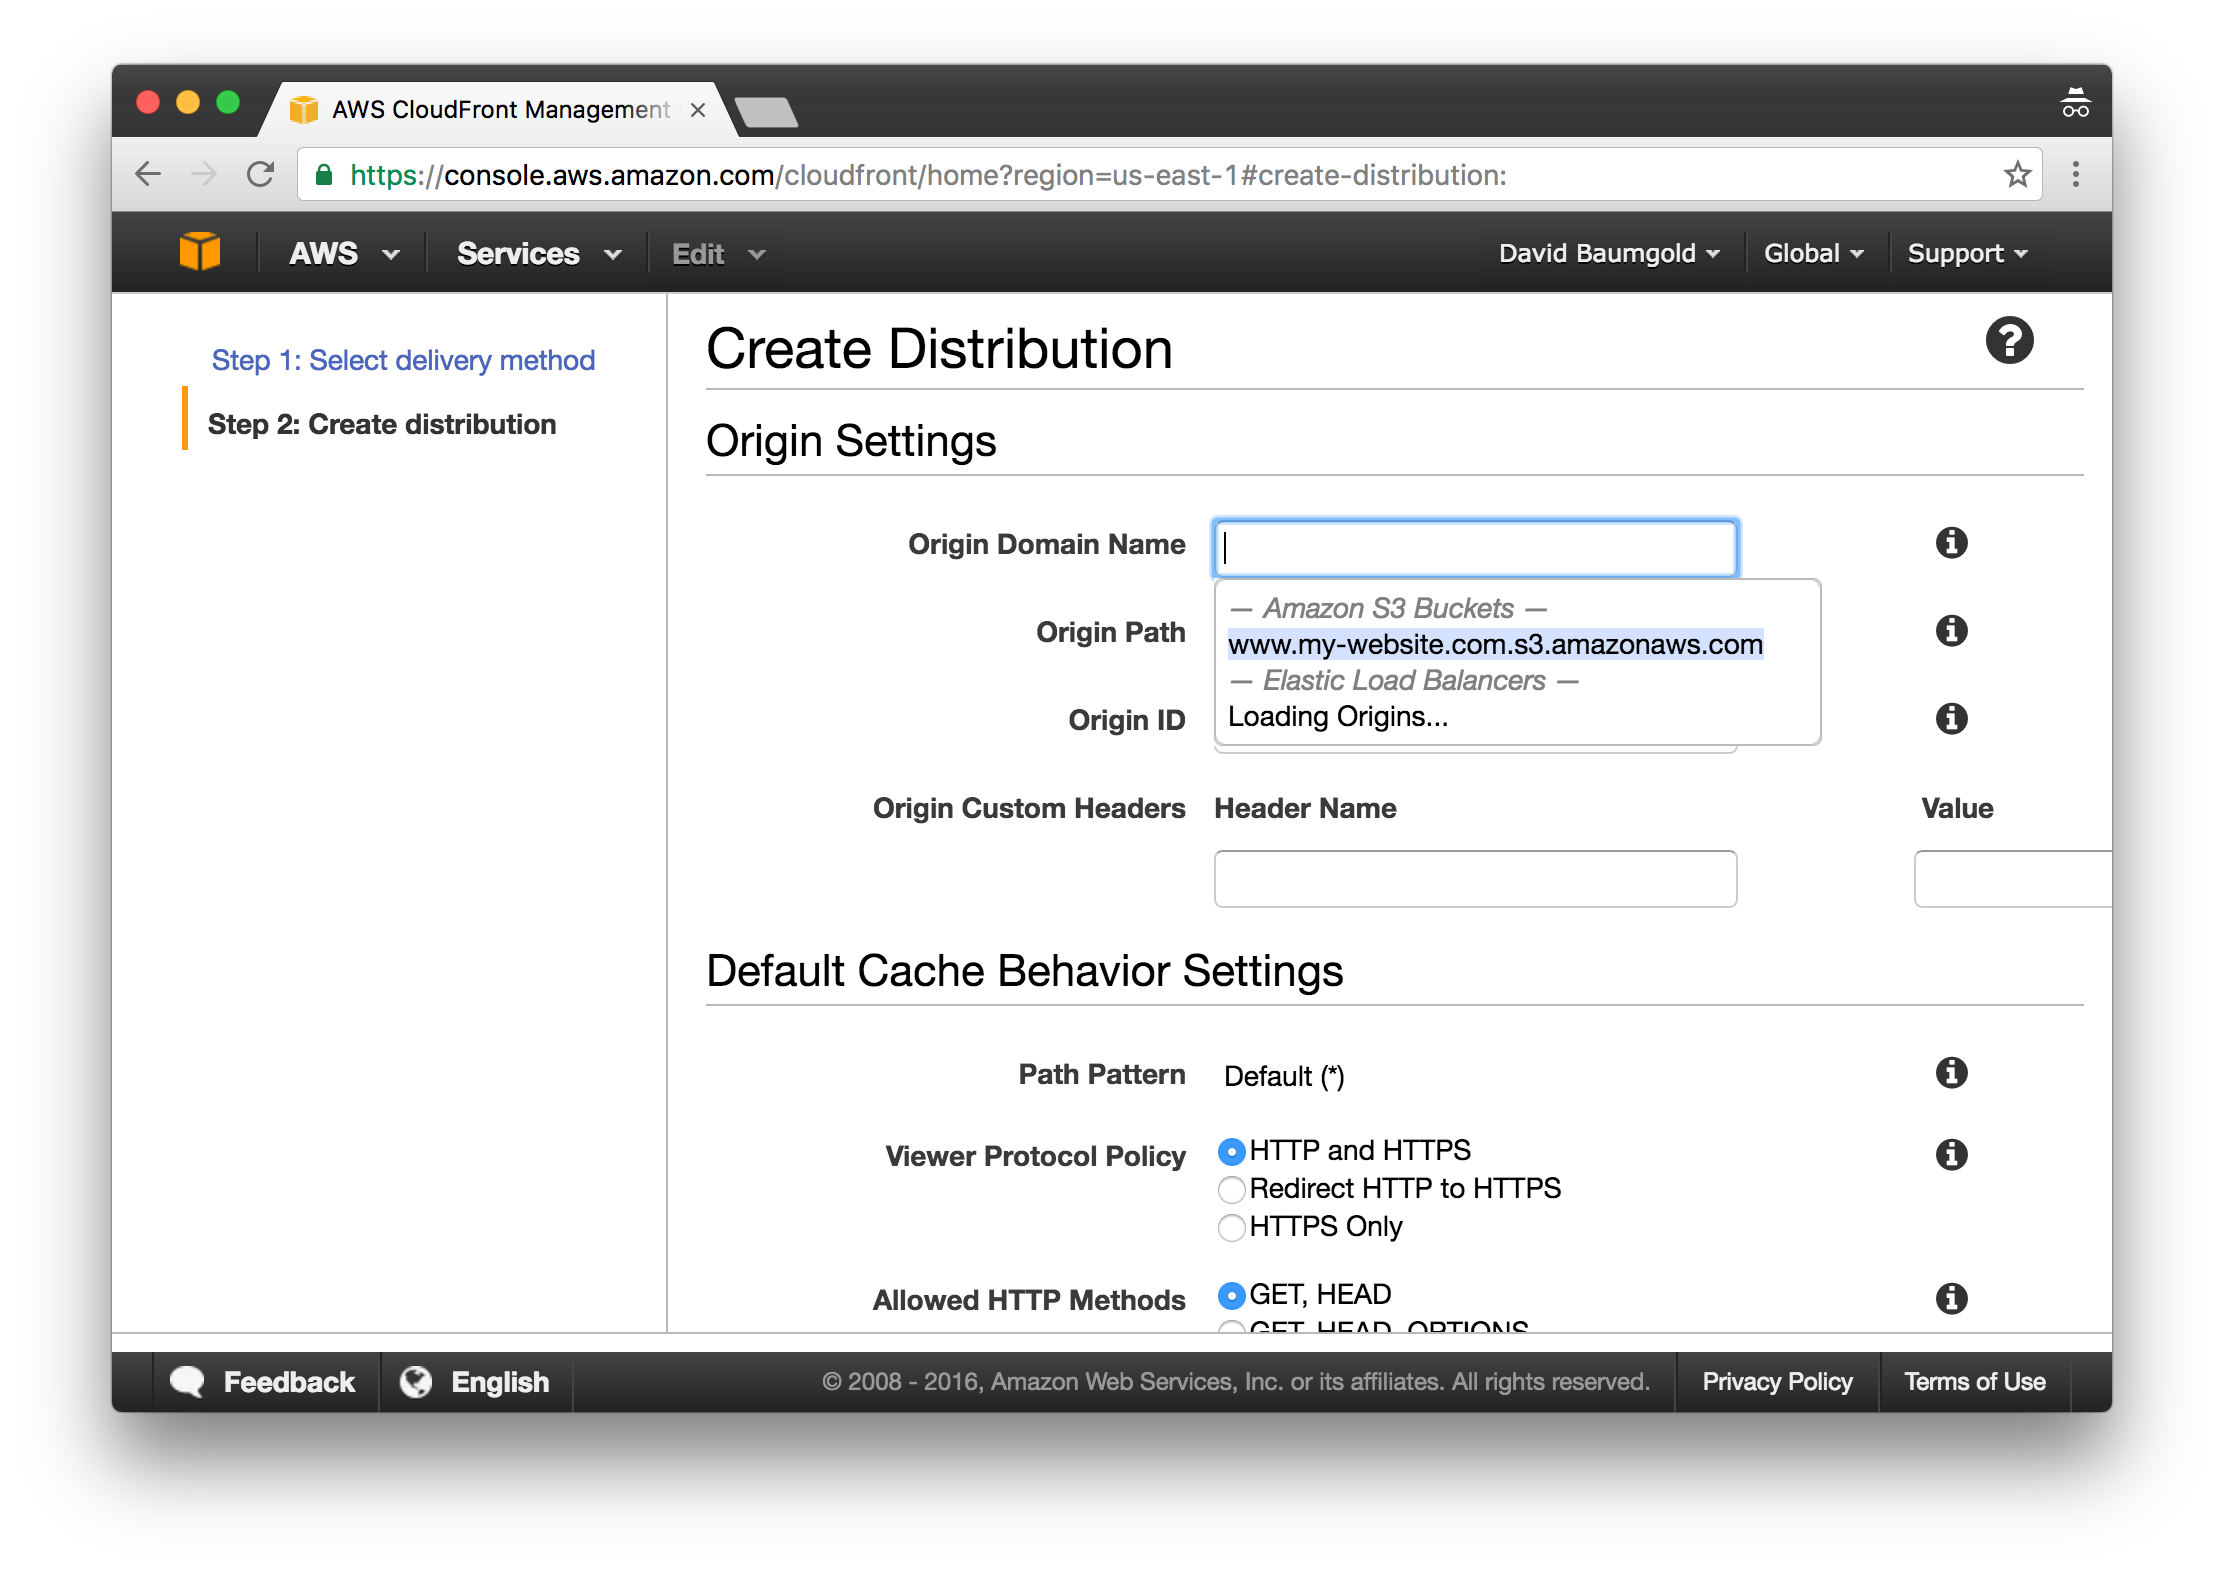 AWS CloudFront Management
https://console.aws.amazon.com/cloudfront/home?region=us-east-1#create-distribution:
AWS Services Edit David Baumgold Global Support
Step 1: Select delivery method
Step 2: Create distribution
Create Distribution
Origin Settings
Origin Domain Name
— Amazon S3 Buckets —
Origin Path
www.my-website.com.s3.amazonaws.com
— Elastic Load Balancers —
Origin ID
Loading Origins...
Origin Custom Headers Header Name Value
Default Cache Behavior Settings
Path Pattern Default (*)
Viewer Protocol Policy HTTP and HTTPS
Redirect HTTP to HTTPS
HTTPS Only
Allowed HTTP Methods GET, HEAD
GET, HEAD, OPTIONS
Feedback English © 2008 - 2016, Amazon Web Services, Inc. or its affiliates. All rights reserved. Privacy Policy Terms of Use